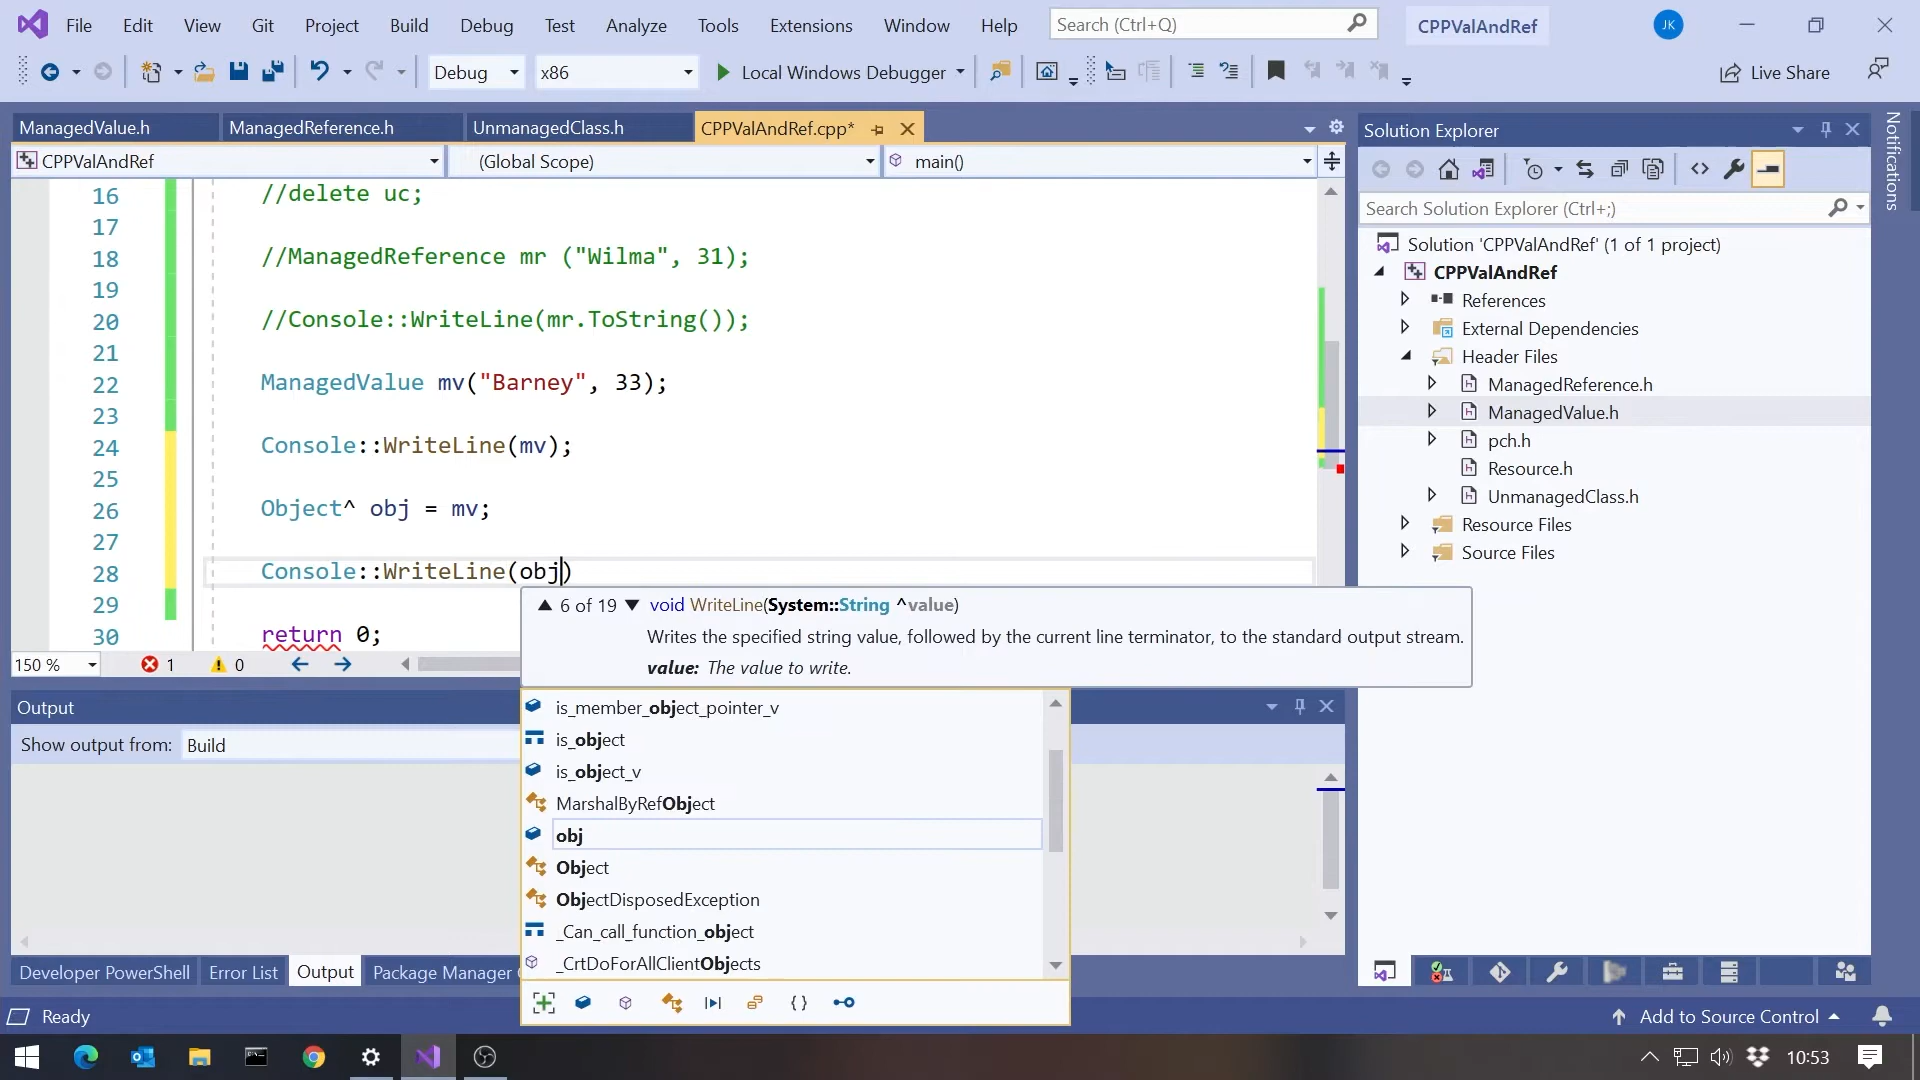 File Edit View Git Project Build Debug Test Analyze Tools Extensions Window Help Search (Ctrl+Q) CPPValAndRef JK
Debug x86 Local Windows Debugger Live Share
ManagedValue.h ManagedReference.h UnmanagedClass.h CPPValAndRef.cpp*
CPPValAndRef (Global Scope) main()
16 //delete uc;
17
18 //ManagedReference mr ("Wilma", 31);
19
20 //Console::WriteLine(mr.ToString());
21
22 ManagedValue mv("Barney", 33);
23
24 Console::WriteLine(mv);
25
26 Object^ obj = mv;
27
28 Console::WriteLine(obj)
29
30 return 0;
6 of 19 void WriteLine(System::String ^value)
Writes the specified string value, followed by the current line terminator, to the standard output stream.
value: The value to write.
150 % 1 0
is_member_object_pointer_v
is_object
is_object_v
MarshalByRefObject
obj
Object
ObjectDisposedException
_Can_call_function_object
_CrtDoForAllClientObjects
Output
Show output from: Build
Developer PowerShell Error List Output Package Manager
Solution Explorer
Search Solution Explorer (Ctrl+;)
Solution 'CPPValAndRef' (1 of 1 project)
CPPValAndRef
References
External Dependencies
Header Files
ManagedReference.h
ManagedValue.h
pch.h
Resource.h
UnmanagedClass.h
Resource Files
Source Files
Notifications
Ready Add to Source Control
10:53